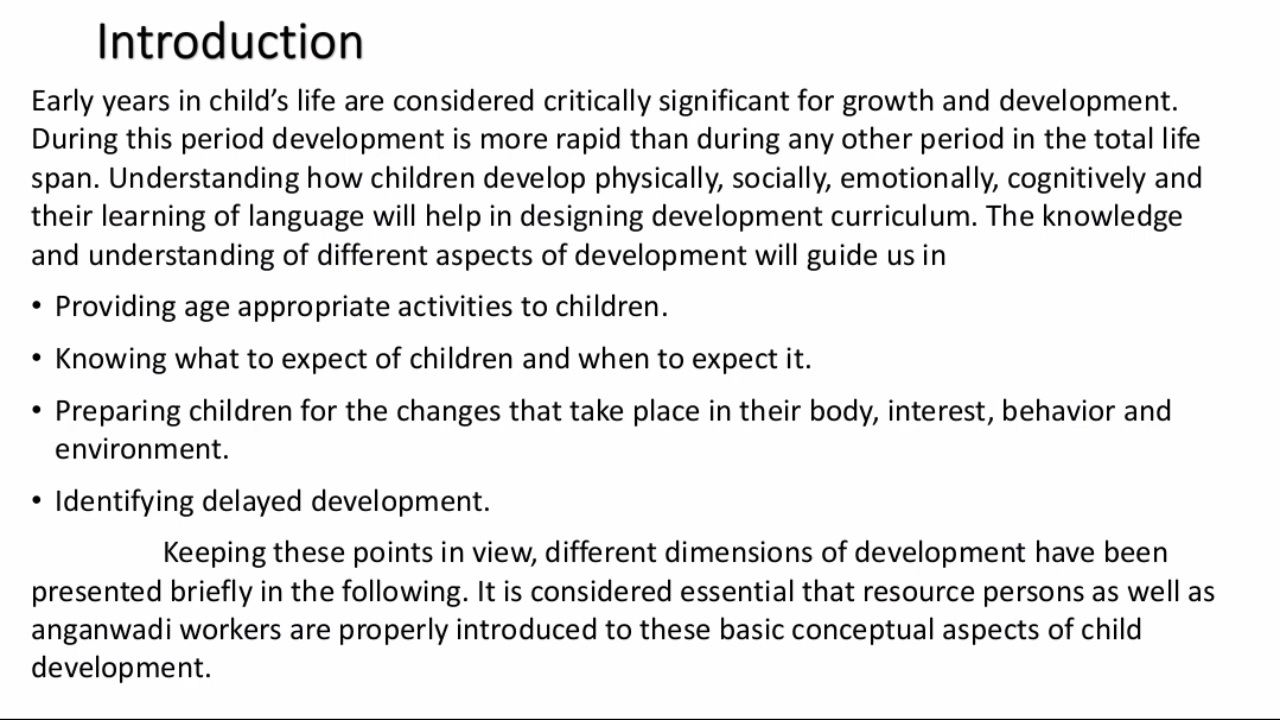 Introduction
Early years in child’s life are considered critically significant for growth and development.
During this period development is more rapid than during any other period in the total life
span. Understanding how children develop physically, socially, emotionally, cognitively and
their learning of language will help in designing development curriculum. The knowledge
and understanding of different aspects of development will guide us in
• Providing age appropriate activities to children.
• Knowing what to expect of children and when to expect it.
• Preparing children for the changes that take place in their body, interest, behavior and
environment.
• Identifying delayed development.
Keeping these points in view, different dimensions of development have been
presented briefly in the following. It is considered essential that resource persons as well as
anganwadi workers are properly introduced to these basic conceptual aspects of child
development.